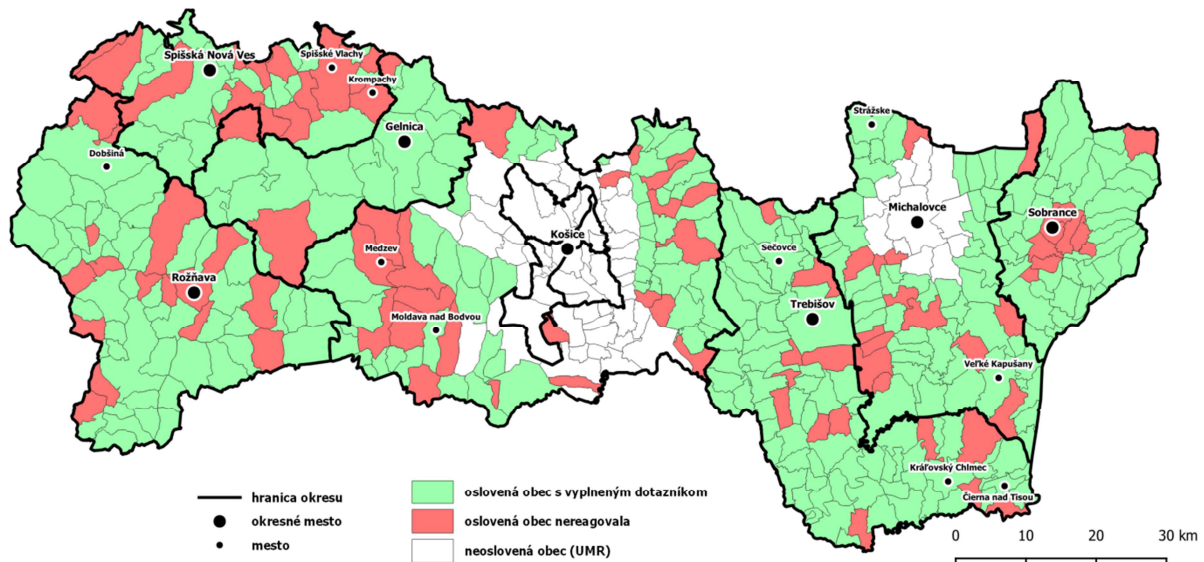 Spišská Nová Ves
Spišské Vlachy
Krompachy
Gelnica
Dobšiná
Strážske
Michalovce
Sobrance
Košice
Medzev
Sečovce
Rožňava
Trebišov
Moldava nad Bodvou
Veľké Kapušany
Kráľovský Chlmec
Čierna nad Tisou
hranica okresu
okresné mesto
mesto
oslovená obec s vyplneným dotazníkom
oslovená obec nereagovala
neoslovená obec (UMR)
0 10 20 30 km